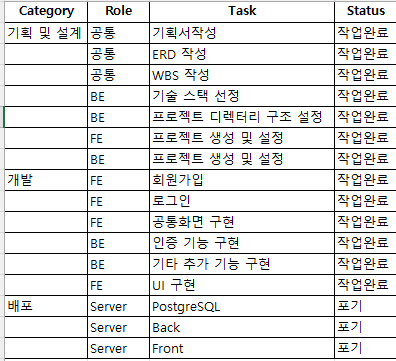 Category Role Task Status
기획 및 설계 공통 기획서작성 작업완료
공통 ERD 작성 작업완료
공통 WBS 작성 작업완료
BE 기술 스택 선정 작업완료
BE 프로젝트 디렉터리 구조 설정 작업완료
FE 프로젝트 생성 및 설정 작업완료
BE 프로젝트 생성 및 설정 작업완료
개발 FE 회원가입 작업완료
FE 로그인 작업완료
FE 공통화면 구현 작업완료
BE 인증 기능 구현 작업완료
BE 기타 추가 기능 구현 작업완료
FE UI 구현 작업완료
배포 Server PostgreSQL 포기
Server Back 포기
Server Front 포기